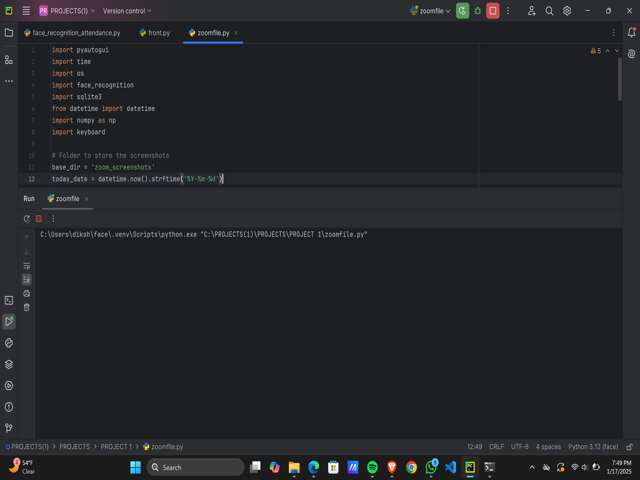 PR PROJECTS(1) Version control zoomfile
face_recognition_attendance.py front.py zoomfile.py
1 import pyautogui
5
2 import time
3 import os
4 import face_recognition
5 import sqlite3
6 from datetime import datetime
7 import numpy as np
8 import keyboard
9
10 # Folder to store the screenshots
11 base_dir = 'zoom_screenshots'
12 today_date = datetime.now().strftime('%Y-%m-%d')
Run zoomfile
C:\Users\diksh\face\.venv\Scripts\python.exe "C:\PROJECTS(1)\PROJECTS\PROJECT 1\zoomfile.py"
PROJECTS(1) > PROJECTS > PROJECT 1 > zoomfile.py 12:49 CRLF UTF-8 4 spaces Python 3.12 (face)
54°F
Clear
Search
7:49 PM
1/17/2025